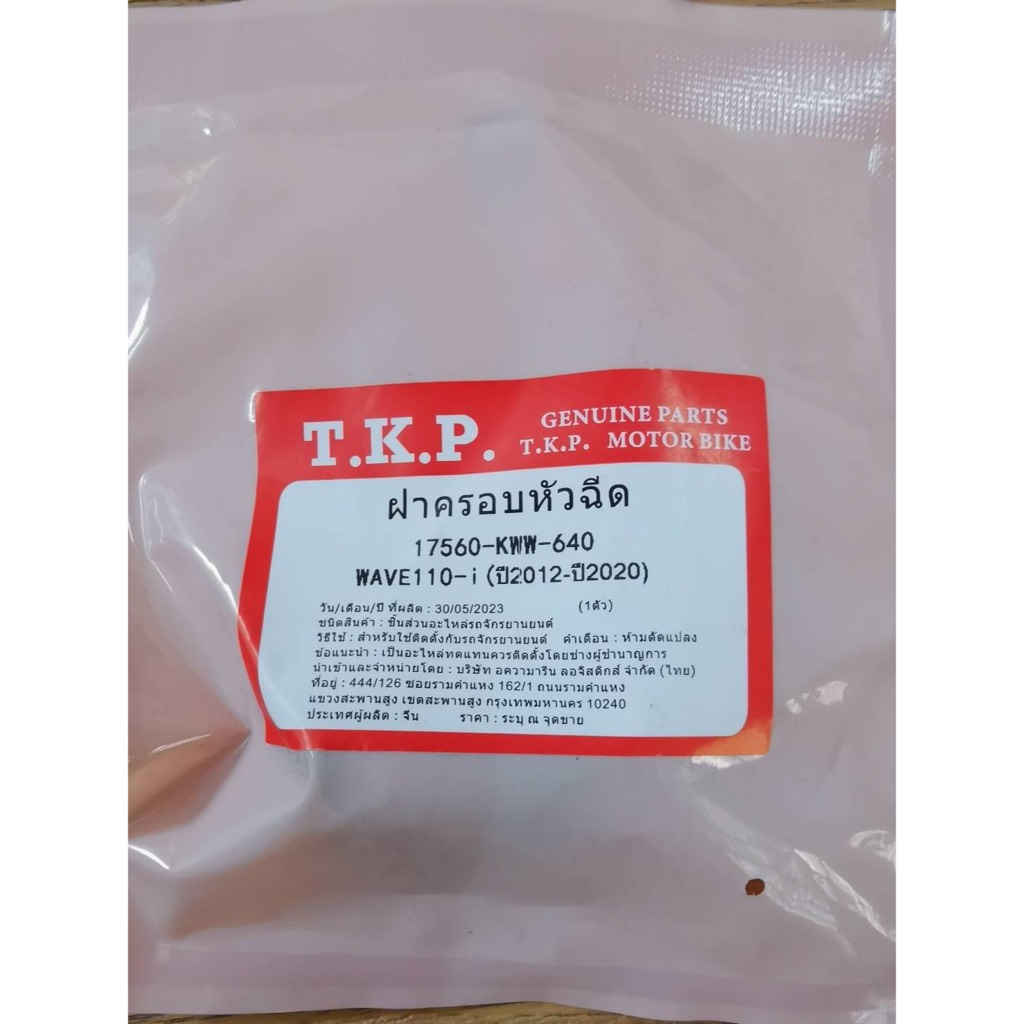 T.K.P. GENUINE PARTS
T.K.P. MOTOR BIKE
ฝาครอบหัวฉีด
17560-KWW-640
WAVE110-i (ปี2012-ปี2020)
วัน/เดือน/ปี ที่ผลิต : 30/05/2023 (1ตัว)
ชนิดสินค้า : ชิ้นส่วนอะไหล่รถจักรยานยนต์
วิธีใช้ : สำหรับใช้ติดตั้งกับรถจักรยานยนต์ คำเตือน : ห้ามดัดแปลง
ข้อแนะนำ : เป็นอะไหล่ทดแทนควรติดตั้งโดยช่างผู้ชำนาญการ
นำเข้าและจำหน่ายโดย : บริษัท อความารีน ลอจิสติกส์ จำกัด (ไทย)
ที่อยู่ : 444/126 ซอยรามคำแหง 162/1 ถนนรามคำแหง
แขวงสะพานสูง เขตสะพานสูง กรุงเทพมหานคร 10240
ประเทศผู้ผลิต : จีน ราคา : ระบุ ณ จุดขาย